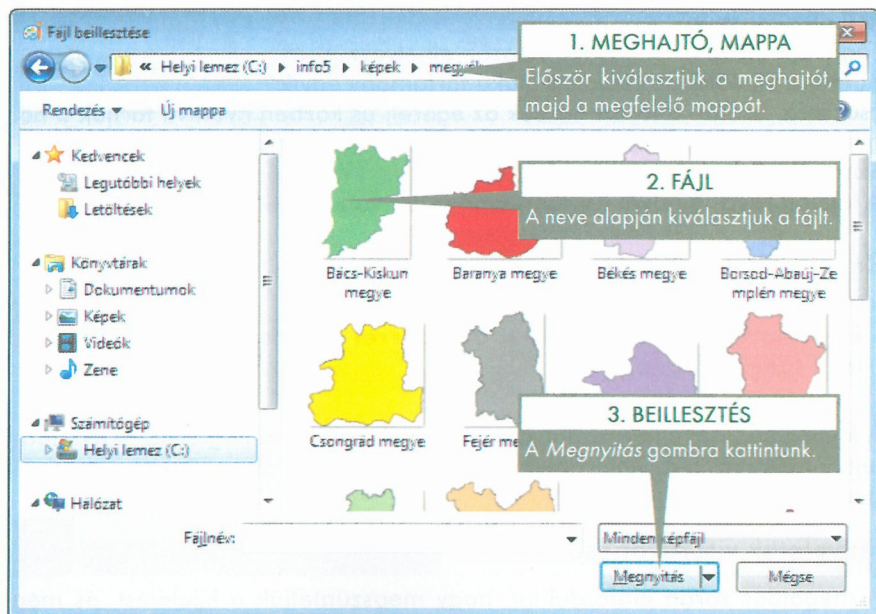 Fájl beillesztése
1. MEGHAJTÓ, MAPPA
Először kiválasztjuk a meghajtót,
majd a megfelelő mappát.
« Helyi lemez (C:) ▸ info5 ▸ képek ▸ megyék
Rendezés
Új mappa
Kedvencek
Legutóbbi helyek
Letöltések
Könyvtárak
Dokumentumok
Képek
Videók
Zene
Számítógép
Helyi lemez (C:)
Hálózat
2. FÁJL
A neve alapján kiválasztjuk a fájlt.
Bács-Kiskun
megye
Baranya megye
Békés megye
Borsod-Abaúj-Ze
mplén megye
Csongrád megye
Fejér
3. BEILLESZTÉS
A Megnyitás gombra kattintunk.
Fájlnév:
Minden képfájl
Megnyitás
Mégse